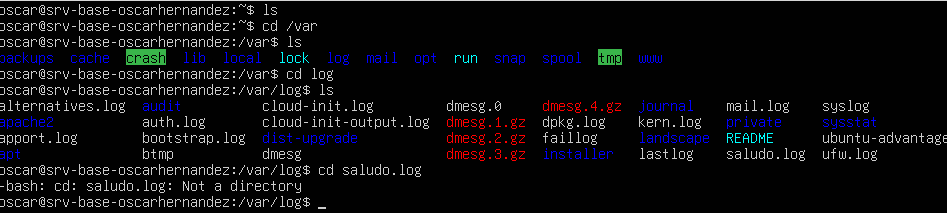 oscar@srv-base-oscarhernandez:~$ ls
oscar@srv-base-oscarhernandez:~$ cd /var
oscar@srv-base-oscarhernandez:/var$ ls
backups cache crash lib local lock log mail opt run snap spool tmp www
oscar@srv-base-oscarhernandez:/var$ cd log
oscar@srv-base-oscarhernandez:/var/log$ ls
alternatives.log audit cloud-init.log dmesg.0 dmesg.4.gz journal mail.log syslog
apache2 auth.log cloud-init-output.log dmesg.1.gz dpkg.log kern.log private sysstat
apport.log bootstrap.log dist-upgrade dmesg.2.gz faillog landscape README ubuntu-advantage
apt btmp dmesg dmesg.3.gz installer lastlog saludo.log ufw.log
oscar@srv-base-oscarhernandez:/var/log$ cd saludo.log
-bash: cd: saludo.log: Not a directory
oscar@srv-base-oscarhernandez:/var/log$ _